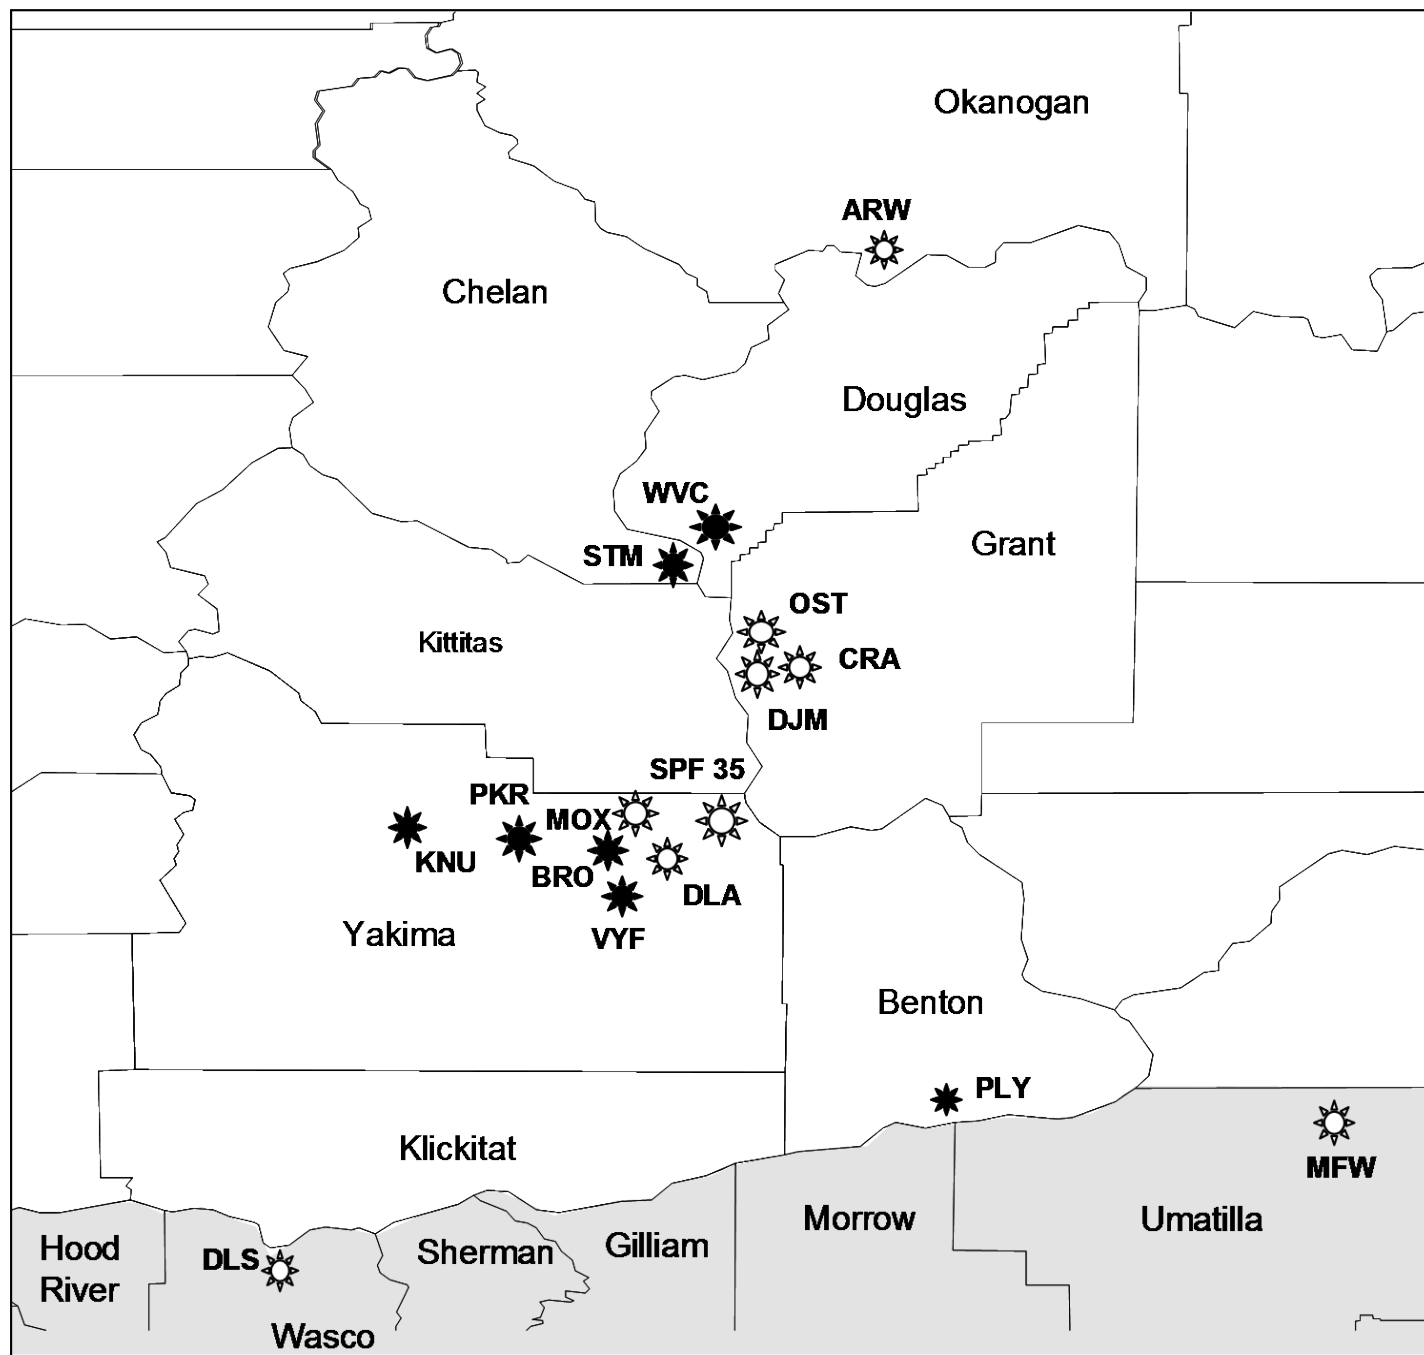 Okanogan
ARW
Chelan
Douglas
WVC
STM
Grant
OST
Kittitas
CRA
DJM
SPF 35
PKR
MOX
KNU
BRO
DLA
VYF
Yakima
Benton
PLY
Klickitat
MFW
Morrow
Umatilla
Hood
River
DLS
Sherman
Gilliam
Wasco